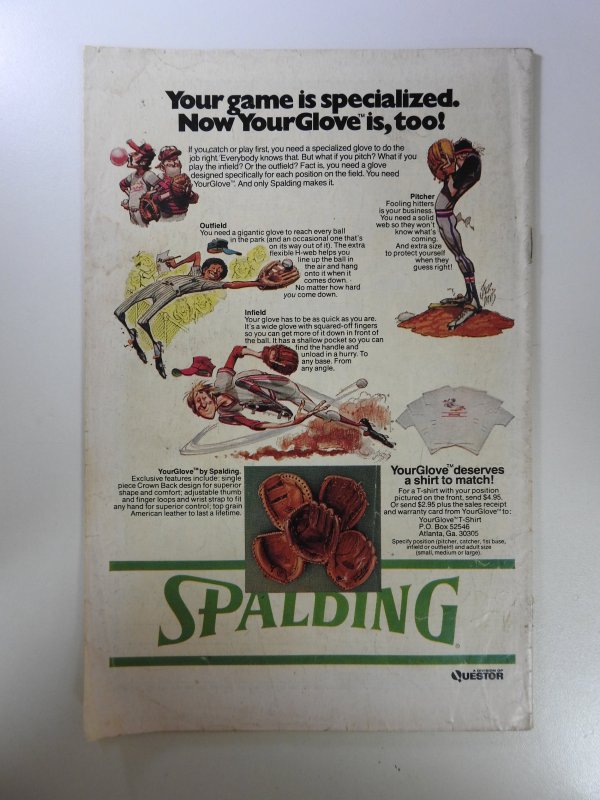 Your game is specialized.
Now YourGlove™ is, too!
If you catch or play first, you need a specialized glove to do the
job right. Everybody knows that. But what if you pitch? What if you
play the infield? Or the outfield? Fact is, you need a glove
designed specifically for each position on the field. You need
YourGlove™. And only Spalding makes it.
Pitcher
Fooling hitters
is your business.
You need a solid
web so they won't
know what's
coming.
And extra size
to protect yourself
when they
guess right!
Outfield
You need a gigantic glove to reach every ball
in the park (and an occasional one that's
on its way out of it). The extra
flexible H-web helps you
line up the ball in
the air and hang
onto it when it
comes down.
No matter how hard
you come down.
Infield
Your glove has to be as quick as you are.
It's a wide glove with squared-off fingers
so you can get more of it down in front of
the ball. It has a shallow pocket so you can
find the handle and
unload in a hurry. To
any base. From
any angle.
YourGlove™ by Spalding.
Exclusive features include: single
piece Crown Back design for superior
shape and comfort; adjustable thumb
and finger loops and wrist strap to fit
any hand for superior control; top grain
American leather to last a lifetime.
YourGlove™ deserves
a shirt to match!
For a T-shirt with your position
pictured on the front, send $4.95.
Or send $2.95 plus the sales receipt
and warranty card from YourGlove™ to:
YourGlove™ T-Shirt
P.O. Box 52546
Atlanta, Ga. 30305
Specify position (pitcher, catcher, 1st base,
infield or outfield) and adult size
(small, medium or large).
SPALDING®
A DIVISION OF
QUESTOR